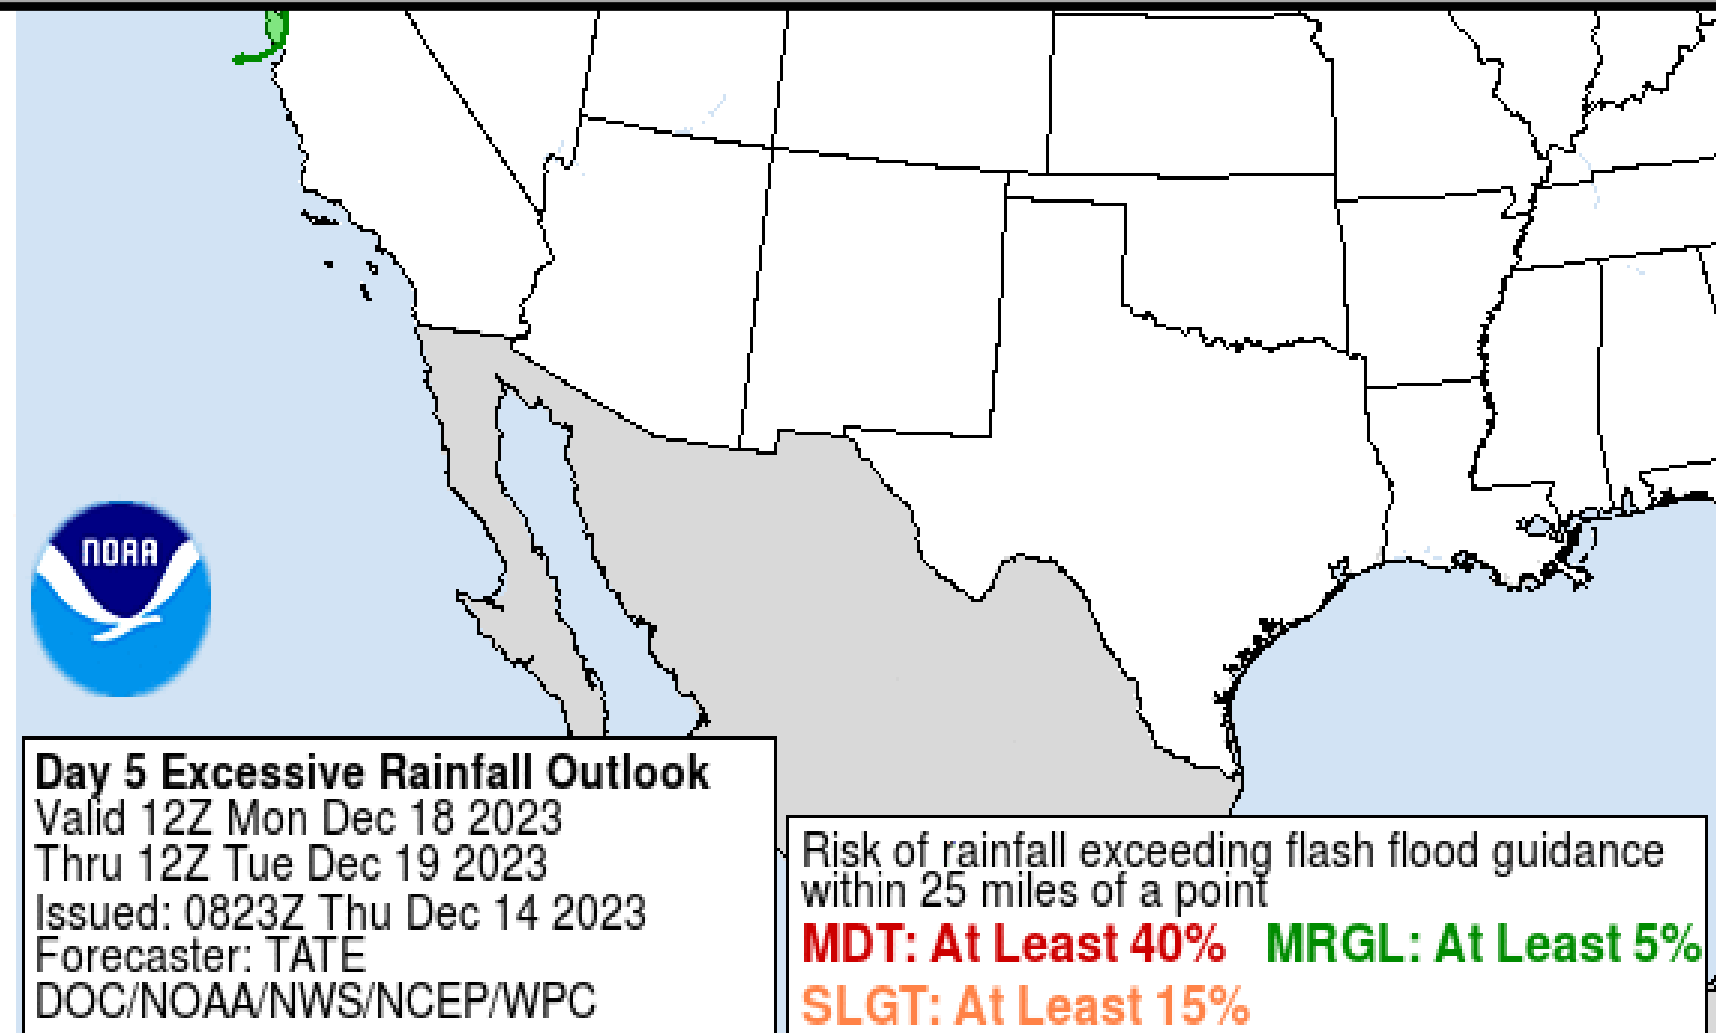 NOAA
Day 5 Excessive Rainfall Outlook
Valid 12Z Mon Dec 18 2023
Thru 12Z Tue Dec 19 2023
Issued: 0823Z Thu Dec 14 2023
Forecaster: TATE
DOC/NOAA/NWS/NCEP/WPC
Risk of rainfall exceeding flash flood guidance
within 25 miles of a point
MDT: At Least 40% MRGL: At Least 5%
SLGT: At Least 15%